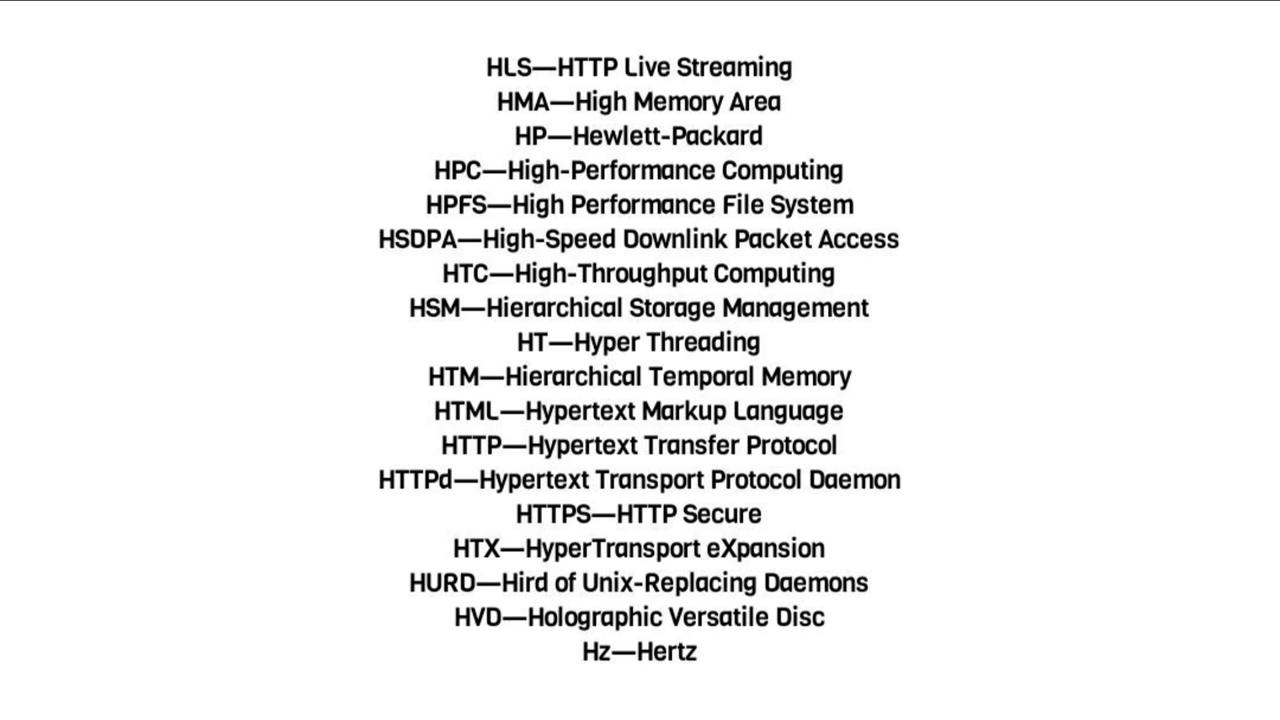 HLS—HTTP Live Streaming
HMA—High Memory Area
HP—Hewlett-Packard
HPC—High-Performance Computing
HPFS—High Performance File System
HSDPA—High-Speed Downlink Packet Access
HTC—High-Throughput Computing
HSM—Hierarchical Storage Management
HT—Hyper Threading
HTM—Hierarchical Temporal Memory
HTML—Hypertext Markup Language
HTTP—Hypertext Transfer Protocol
HTTPd—Hypertext Transport Protocol Daemon
HTTPS—HTTP Secure
HTX—HyperTransport eXpansion
HURD—Hird of Unix-Replacing Daemons
HVD—Holographic Versatile Disc
Hz—Hertz